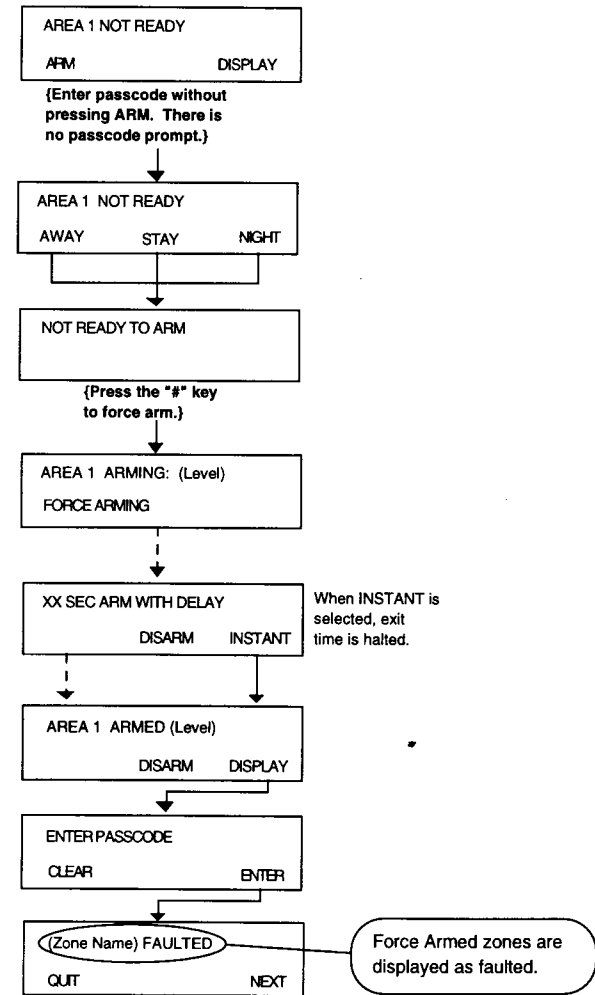 AREA 1 NOT READY
ARM DISPLAY
{Enter passcode without
pressing ARM. There is
no passcode prompt.}
AREA 1 NOT READY
AWAY STAY NIGHT
NOT READY TO ARM
{Press the "#" key
to force arm.}
AREA 1 ARMING: (Level)
FORCE ARMING
XX SEC ARM WITH DELAY
DISARM INSTANT
When INSTANT is
selected, exit
time is halted.
AREA 1 ARMED (Level)
DISARM DISPLAY
ENTER PASSCODE
CLEAR ENTER
(Zone Name) FAULTED
QUIT NEXT
Force Armed zones are
displayed as faulted.